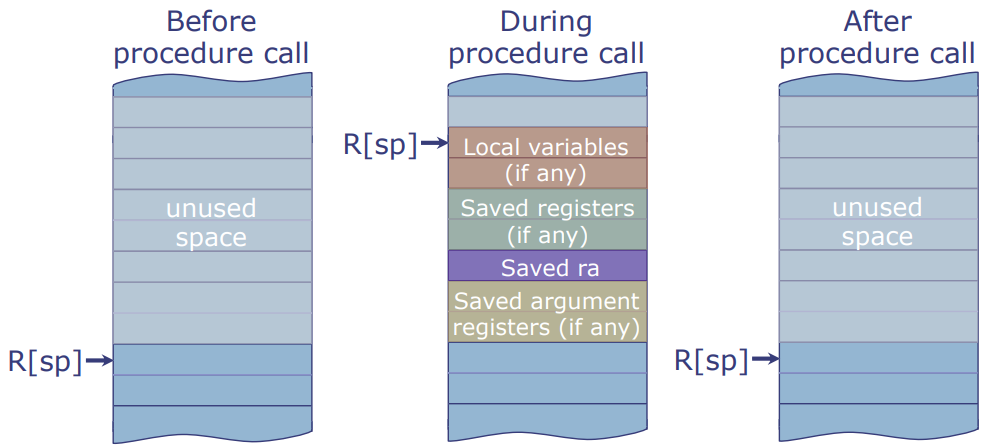 Before
procedure call
During
procedure call
After
procedure call
unused
space
R[sp]
R[sp]
Local variables
(if any)
Saved registers
(if any)
Saved ra
Saved argument
registers (if any)
unused
space
R[sp]